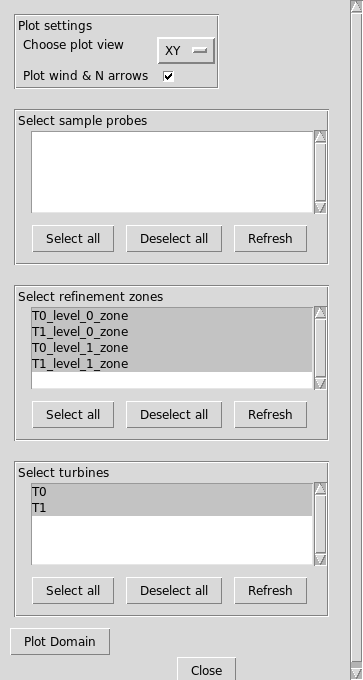 Plot settings
Choose plot view XY
Plot wind & N arrows
Select sample probes
Select all Deselect all Refresh
Select refinement zones
T0_level_0_zone
T1_level_0_zone
T0_level_1_zone
T1_level_1_zone
Select all Deselect all Refresh
Select turbines
T0
T1
Select all Deselect all Refresh
Plot Domain
Close